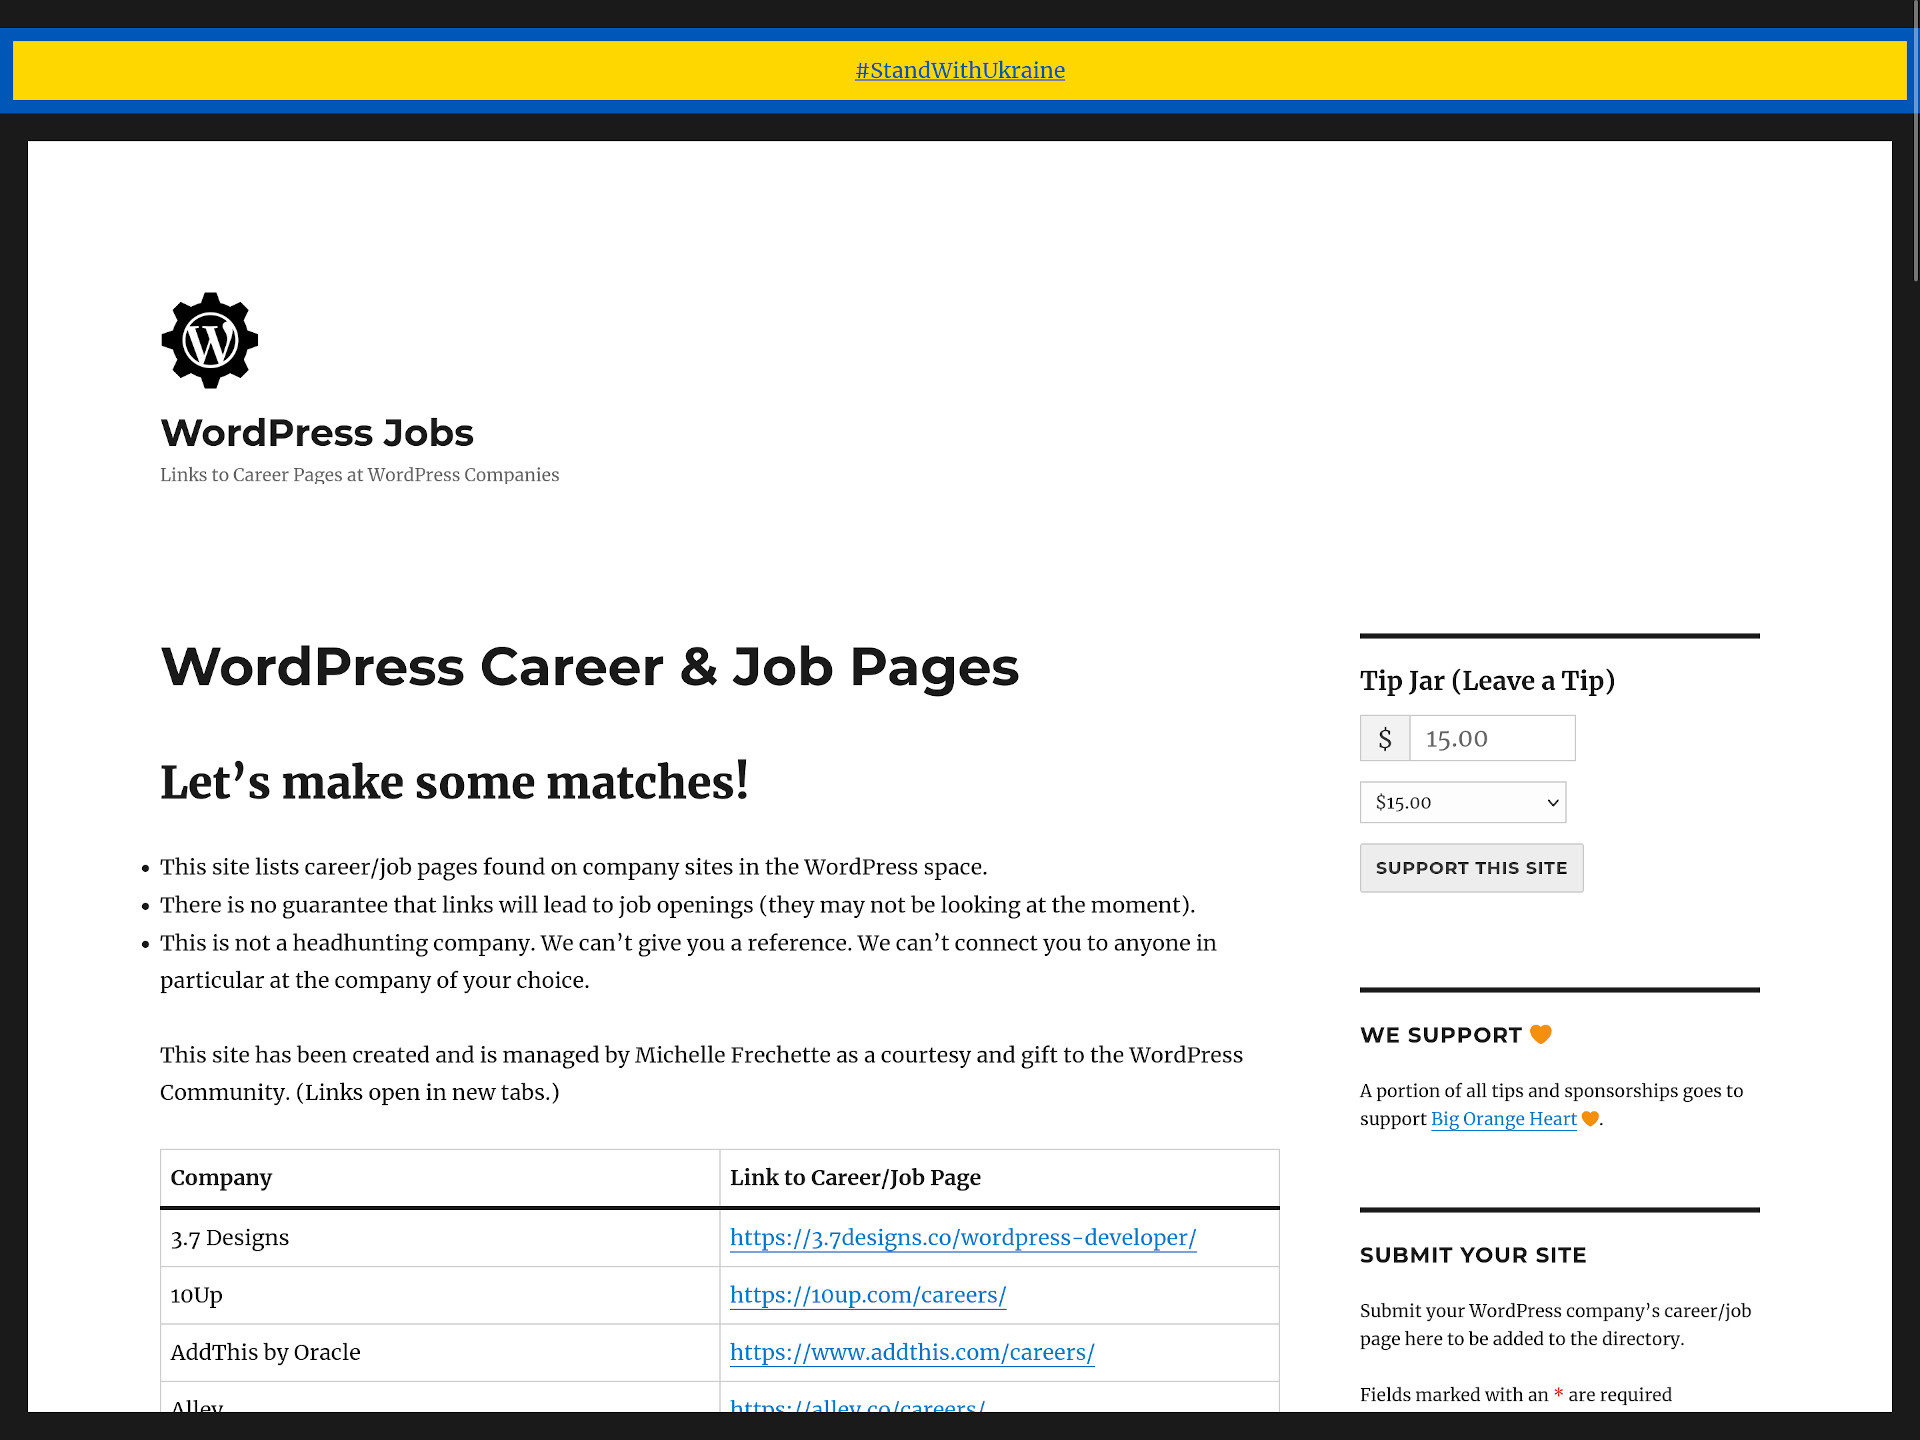 #StandWithUkraine
WordPress Jobs
Links to Career Pages at WordPress Companies
WordPress Career & Job Pages
Let’s make some matches!
• This site lists career/job pages found on company sites in the WordPress space.
• There is no guarantee that links will lead to job openings (they may not be looking at the moment).
• This is not a headhunting company. We can’t give you a reference. We can’t connect you to anyone in
particular at the company of your choice.
This site has been created and is managed by Michelle Frechette as a courtesy and gift to the WordPress
Community. (Links open in new tabs.)
Company Link to Career/Job Page
3.7 Designs https://3.7designs.co/wordpress-developer/
10Up https://10up.com/careers/
AddThis by Oracle https://www.addthis.com/careers/
Alley https://alley.co/careers/
Tip Jar (Leave a Tip)
$ 15.00
$15.00
SUPPORT THIS SITE
WE SUPPORT 🧡
A portion of all tips and sponsorships goes to
support Big Orange Heart 🧡.
SUBMIT YOUR SITE
Submit your WordPress company’s career/job
page here to be added to the directory.
Fields marked with an * are required